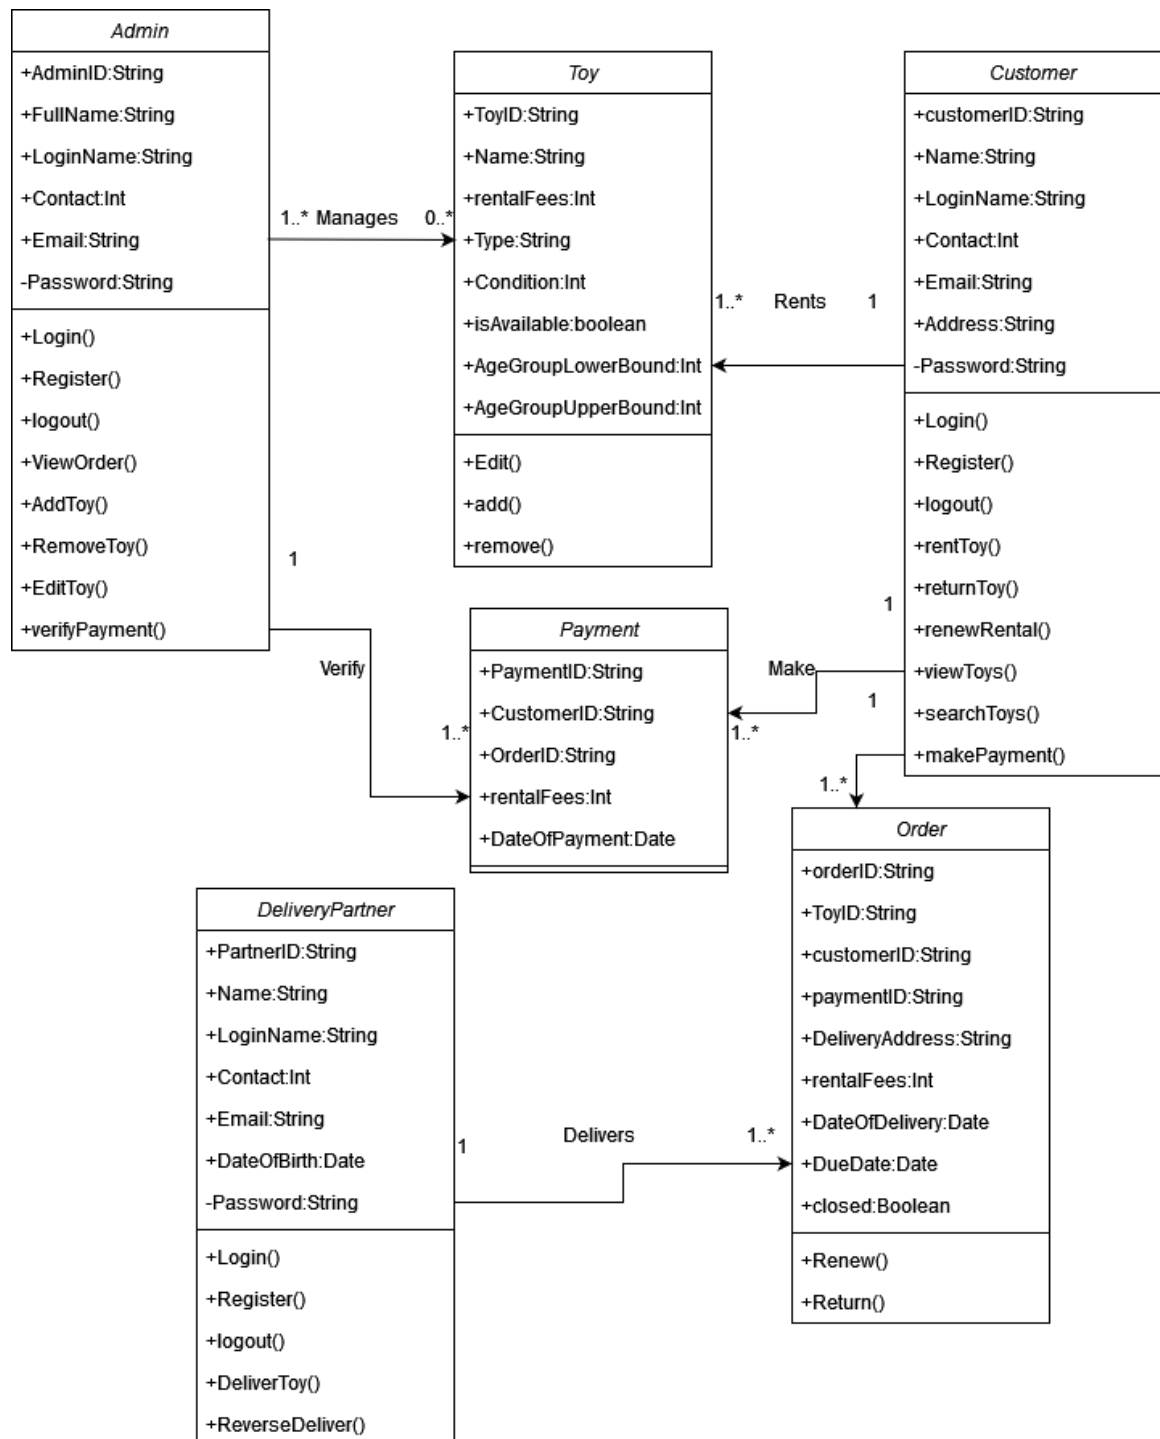 Admin
+AdminID:String
+FullName:String
+LoginName:String
+Contact:Int
+Email:String
-Password:String
+Login()
+Register()
+logout()
+ViewOrder()
+AddToy()
+RemoveToy()
+EditToy()
+verifyPayment()
1..* Manages 0..*
Toy
+ToyID:String
+Name:String
+rentalFees:Int
+Type:String
+Condition:Int
+isAvailable:boolean
+AgeGroupLowerBound:Int
+AgeGroupUpperBound:Int
+Edit()
+add()
+remove()
1..* Rents 1
Customer
+customerID:String
+Name:String
+LoginName:String
+Contact:Int
+Email:String
+Address:String
-Password:String
+Login()
+Register()
+logout()
+rentToy()
+returnToy()
+renewRental()
+viewToys()
+searchToys()
+makePayment()
1
Verify
1..*
Payment
+PaymentID:String
+CustomerID:String
+OrderID:String
+rentalFees:Int
+DateOfPayment:Date
1
Make
1..*
1
1..*
Order
+orderID:String
+ToyID:String
+customerID:String
+paymentID:String
+DeliveryAddress:String
+rentalFees:Int
+DateOfDelivery:Date
+DueDate:Date
+closed:Boolean
+Renew()
+Return()
DeliveryPartner
+PartnerID:String
+Name:String
+LoginName:String
+Contact:Int
+Email:String
+DateOfBirth:Date
-Password:String
+Login()
+Register()
+logout()
+DeliverToy()
+ReverseDeliver()
1 Delivers 1..*